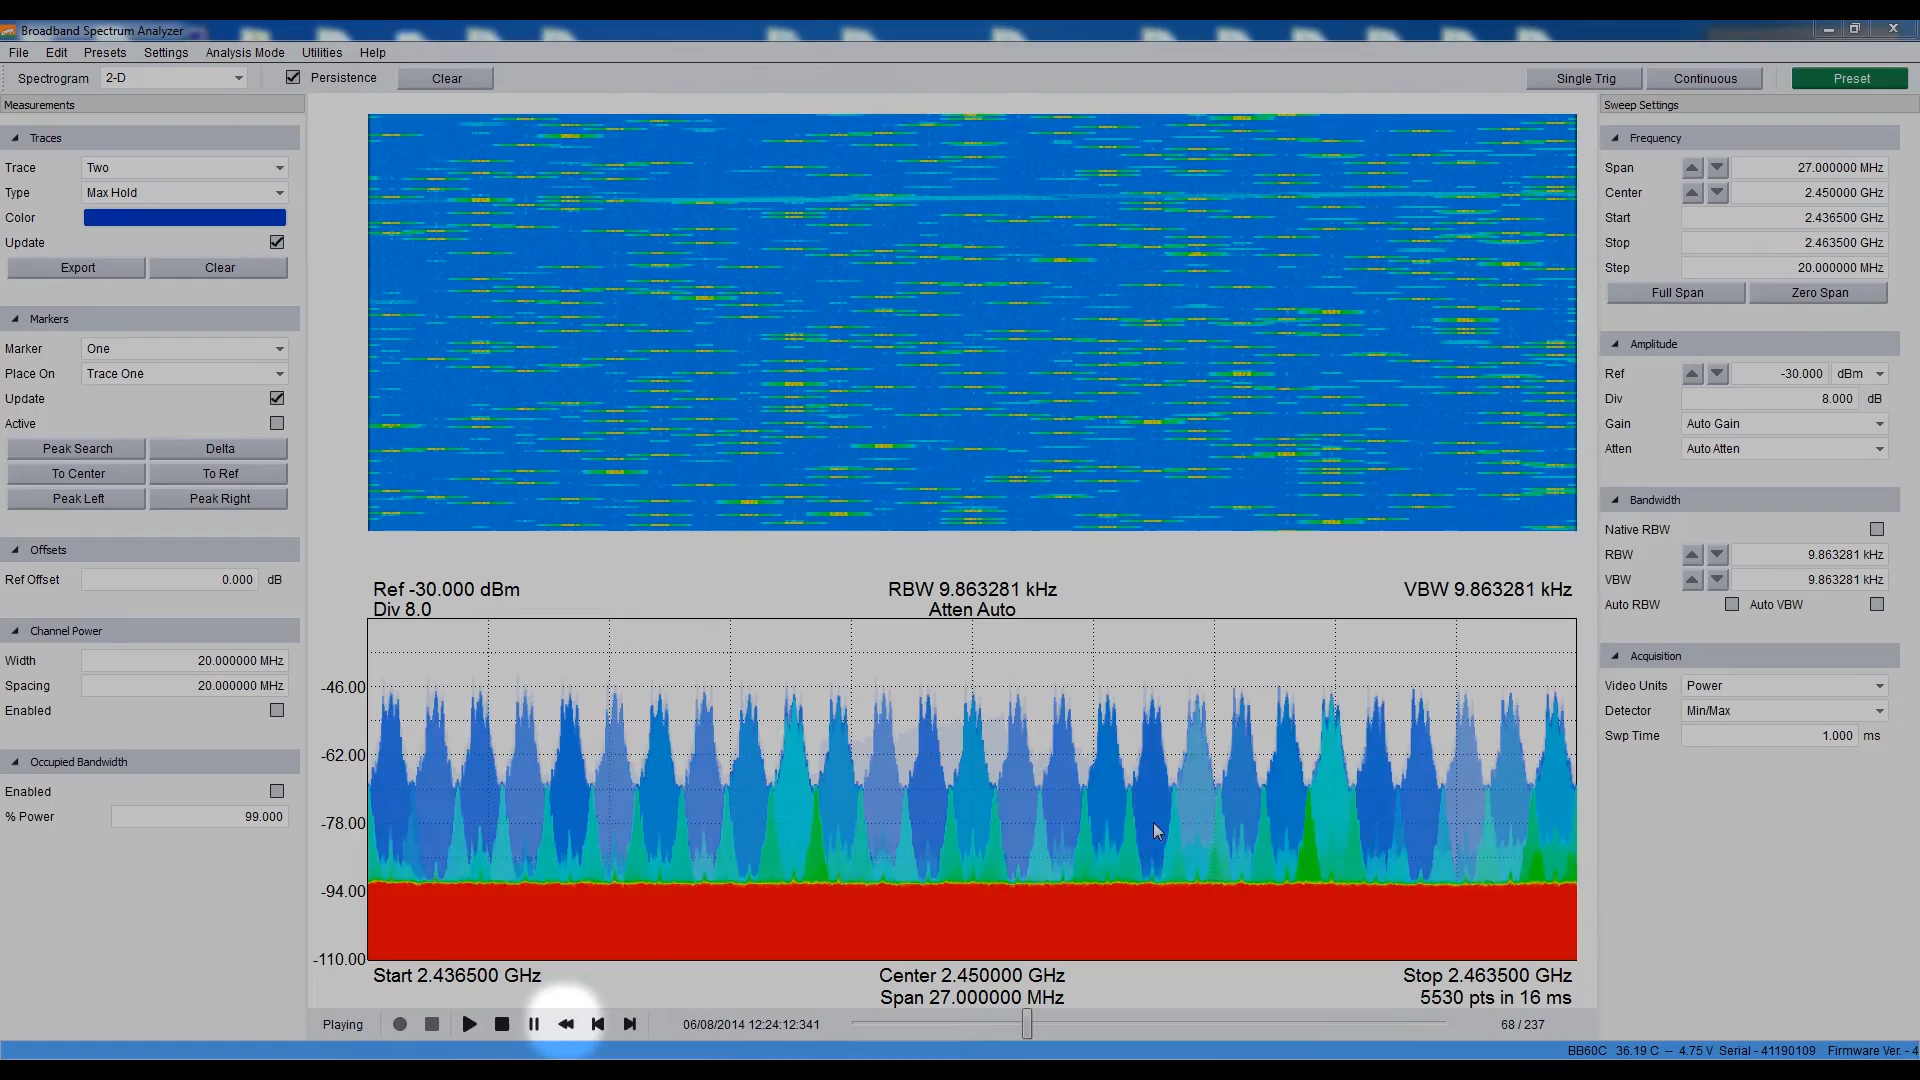 Broadband Spectrum Analyzer
File Edit Presets Settings Analysis Mode Utilities Help
Spectrogram 2-D Persistence Clear Single Trig Continuous Preset
Measurements
Traces
Trace Two
Type Max Hold
Color
Update
Export Clear
Markers
Marker One
Place On Trace One
Update
Active
Peak Search Delta
To Center To Ref
Peak Left Peak Right
Offsets
Ref Offset 0.000 dB
Channel Power
Width 20.000000 MHz
Spacing 20.000000 MHz
Enabled
Occupied Bandwidth
Enabled
% Power 99.000
Ref -30.000 dBm RBW 9.863281 kHz VBW 9.863281 kHz
Div 8.0 Atten Auto
-46.00
-62.00
-78.00
-94.00
-110.00
Start 2.436500 GHz Center 2.450000 GHz Stop 2.463500 GHz
Span 27.000000 MHz 5530 pts in 16 ms
Playing 06/08/2014 12:24:12:341 68 / 237
Sweep Settings
Frequency
Span 27.000000 MHz
Center 2.450000 GHz
Start 2.436500 GHz
Stop 2.463500 GHz
Step 20.000000 MHz
Full Span Zero Span
Amplitude
Ref -30.000 dBm
Div 8.000 dB
Gain Auto Gain
Atten Auto Atten
Bandwidth
Native RBW
RBW 9.863281 kHz
VBW 9.863281 kHz
Auto RBW Auto VBW
Acquisition
Video Units Power
Detector Min/Max
Swp Time 1.000 ms
BB60C 36.19 C -- 4.75 V Serial - 41190109 Firmware Ver. - 4